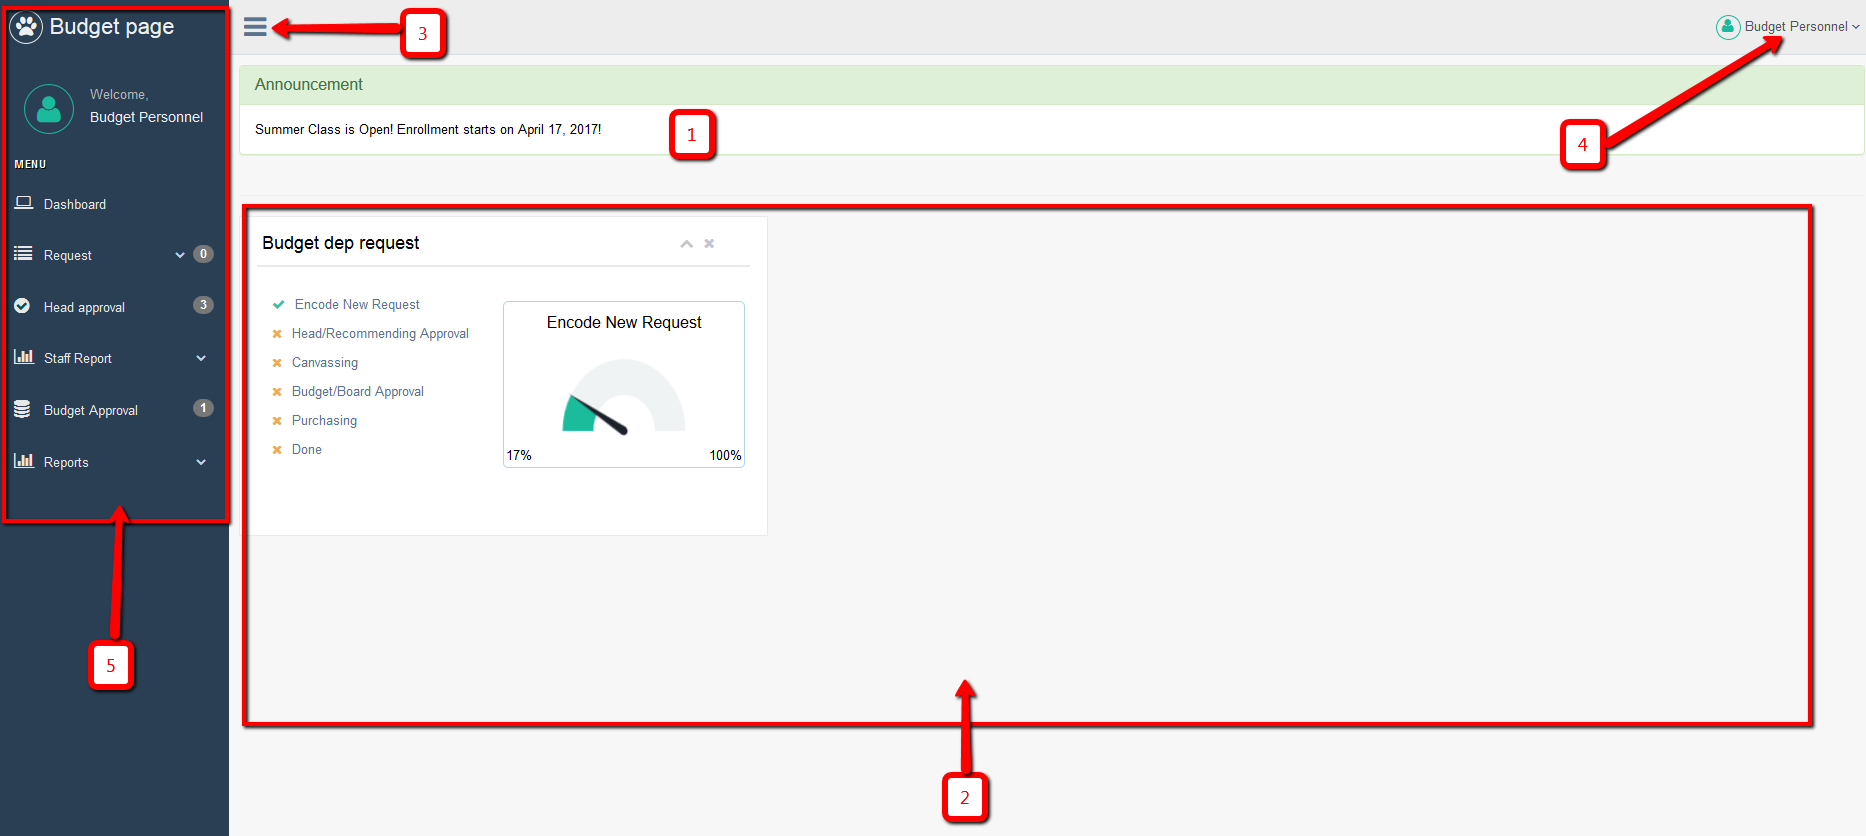 Budget page
Welcome,
Budget Personnel
MENU
Dashboard
Request 0
Head approval 3
Staff Report
Budget Approval 1
Reports
5
3
Budget Personnel
4
Announcement
Summer Class is Open! Enrollment starts on April 17, 2017!
1
Budget dep request
Encode New Request
Head/Recommending Approval
Canvassing
Budget/Board Approval
Purchasing
Done
Encode New Request
17% 100%
2